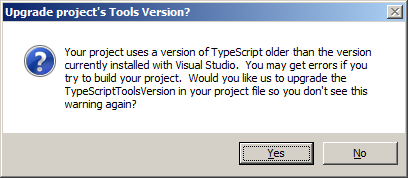 Upgrade project's Tools Version?
Your project uses a version of TypeScript older than the version
currently installed with Visual Studio.  You may get errors if you
try to build your project.  Would you like us to upgrade the
TypeScriptToolsVersion in your project file so you don't see this
warning again?
Yes
No